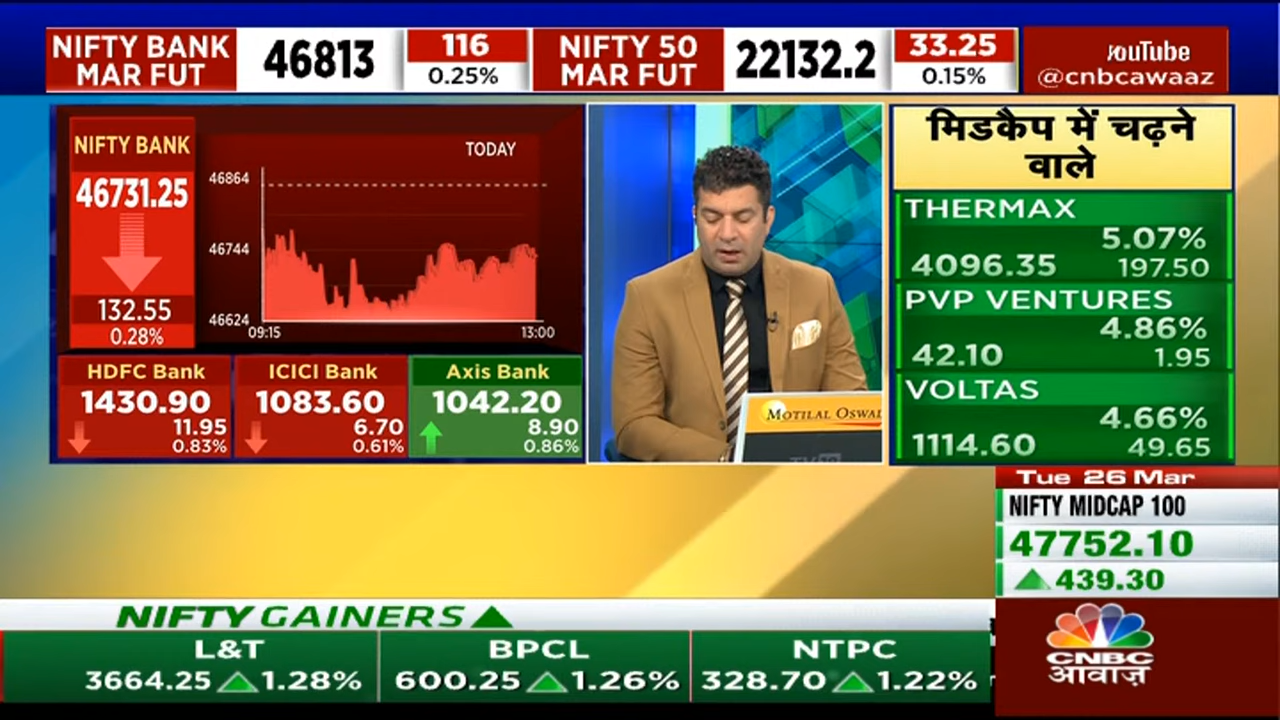 NIFTY BANK
MAR FUT
46813
116
0.25%
NIFTY 50
MAR FUT
22132.2
33.25
0.15%
YouTube
@cnbcawaaz
NIFTY BANK
46731.25
132.55
0.28%
TODAY
46864
46744
46624
09:15
13:00
HDFC Bank
1430.90
11.95
0.83%
ICICI Bank
1083.60
6.70
0.61%
Axis Bank
1042.20
8.90
0.86%
MOTILAL OSWAL
मिडकैप में चढ़ने
वाले
THERMAX
5.07%
4096.35 197.50
PVP VENTURES
4.86%
42.10 1.95
VOLTAS
4.66%
1114.60 49.65
Tue 26 Mar
NIFTY MIDCAP 100
47752.10
439.30
NIFTY GAINERS
L&T
3664.25 1.28%
BPCL
600.25 1.26%
NTPC
328.70 1.22%
CNBC
आवाज़